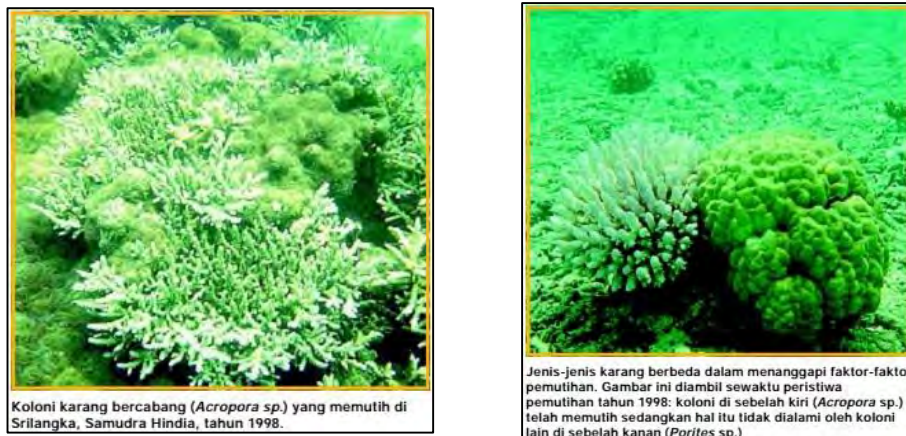 Koloni karang bercabang (Acropora sp.) yang memutih di
Srilangka, Samudra Hindia, tahun 1998.
Jenis-jenis karang berbeda dalam menanggapi faktor-fakto
pemutihan. Gambar ini diambil sewaktu peristiwa
pemutihan tahun 1998: koloni di sebelah kiri (Acropora sp.)
telah memutih sedangkan hal itu tidak dialami oleh koloni
lain di sebelah kanan (Porites sp.)